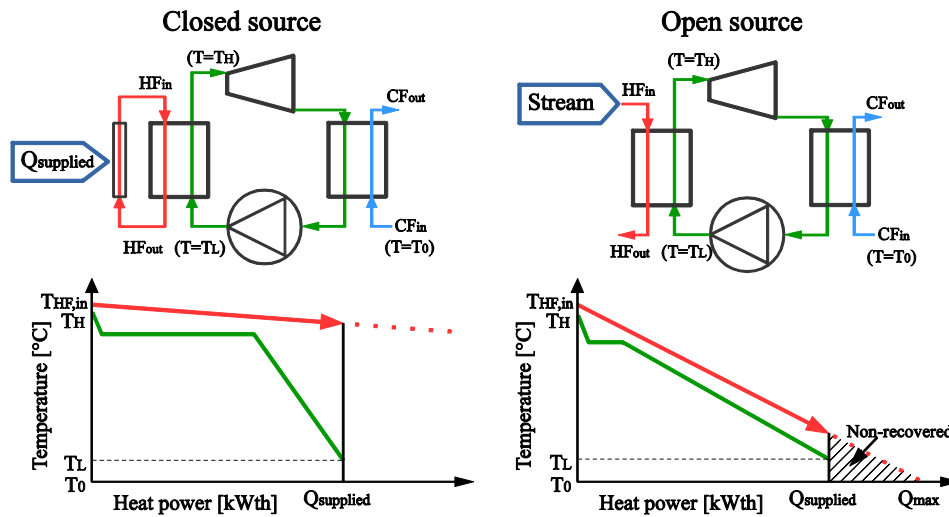 Closed source
(T=TH)
HFin
CFout
Qsupplied
HFout
(T=TL)
CFin
(T=T0)
THF,in
TH
Temperature [°C]
TL
T0
Heat power [kWth]
Qsupplied
Open source
(T=TH)
HFin
CFout
Stream
HFout
(T=TL)
CFin
(T=T0)
THF,in
TH
Temperature [°C]
Non-recovered
TL
T0
Heat power [kWth]
Qsupplied
Qmax